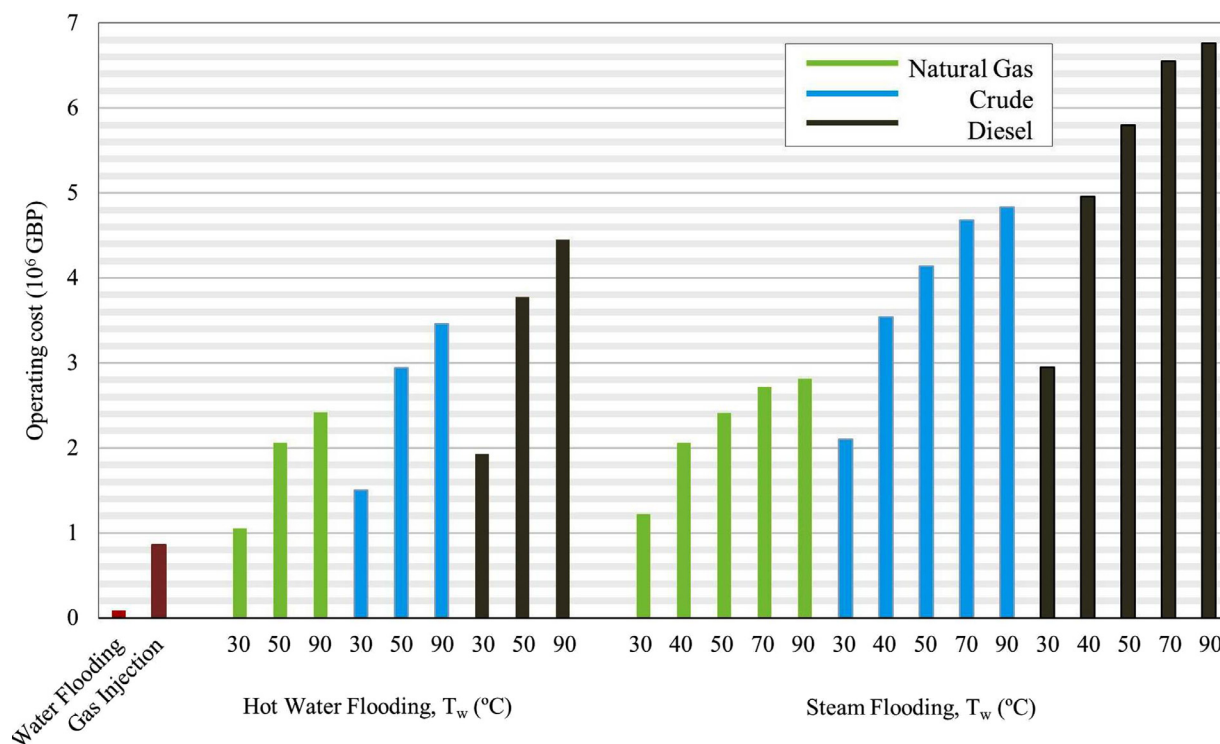 7
6
5
4
3
2
1
0
Operating cost (10⁶ GBP)
Natural Gas
Crude
Diesel
Water Flooding
Gas Injection
30 50 90 30 50 90 30 50 90 30 40 50 70 90 30 40 50 70 90 30 40 50 70 90
Hot Water Flooding, T_w (ºC)
Steam Flooding, T_w (ºC)